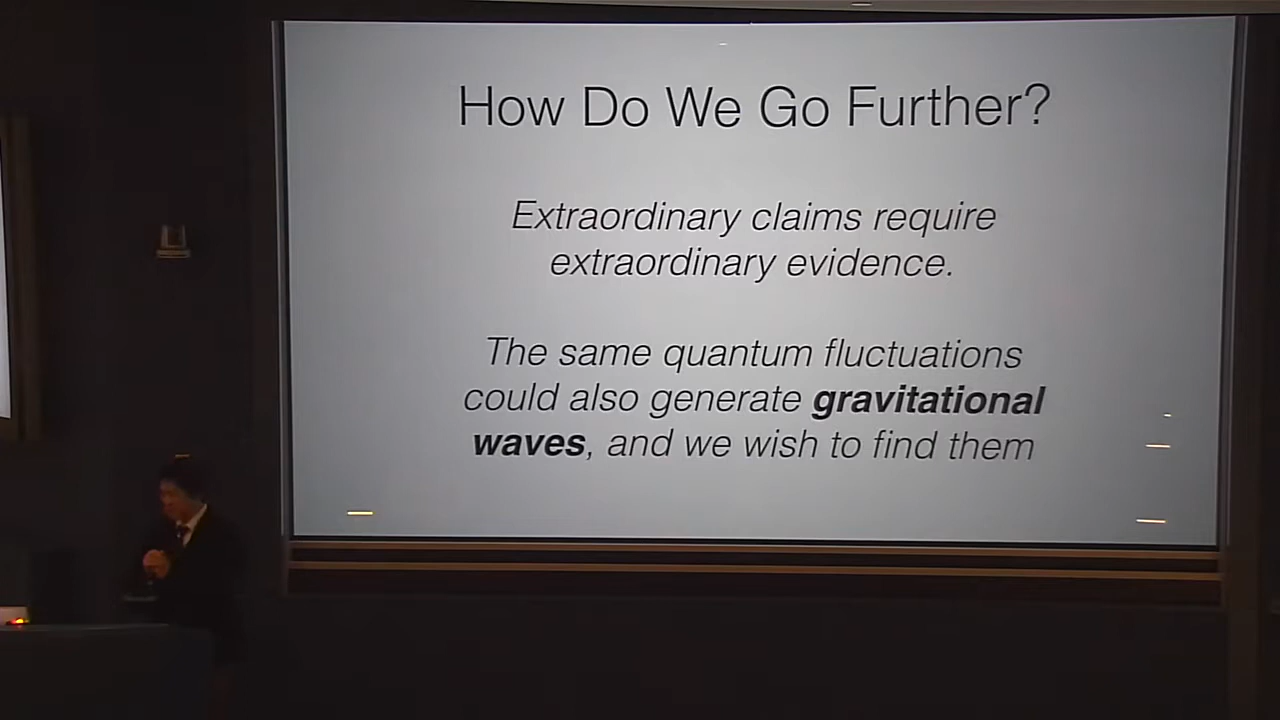 How Do We Go Further?
Extraordinary claims require
extraordinary evidence.
The same quantum fluctuations
could also generate gravitational
waves, and we wish to find them